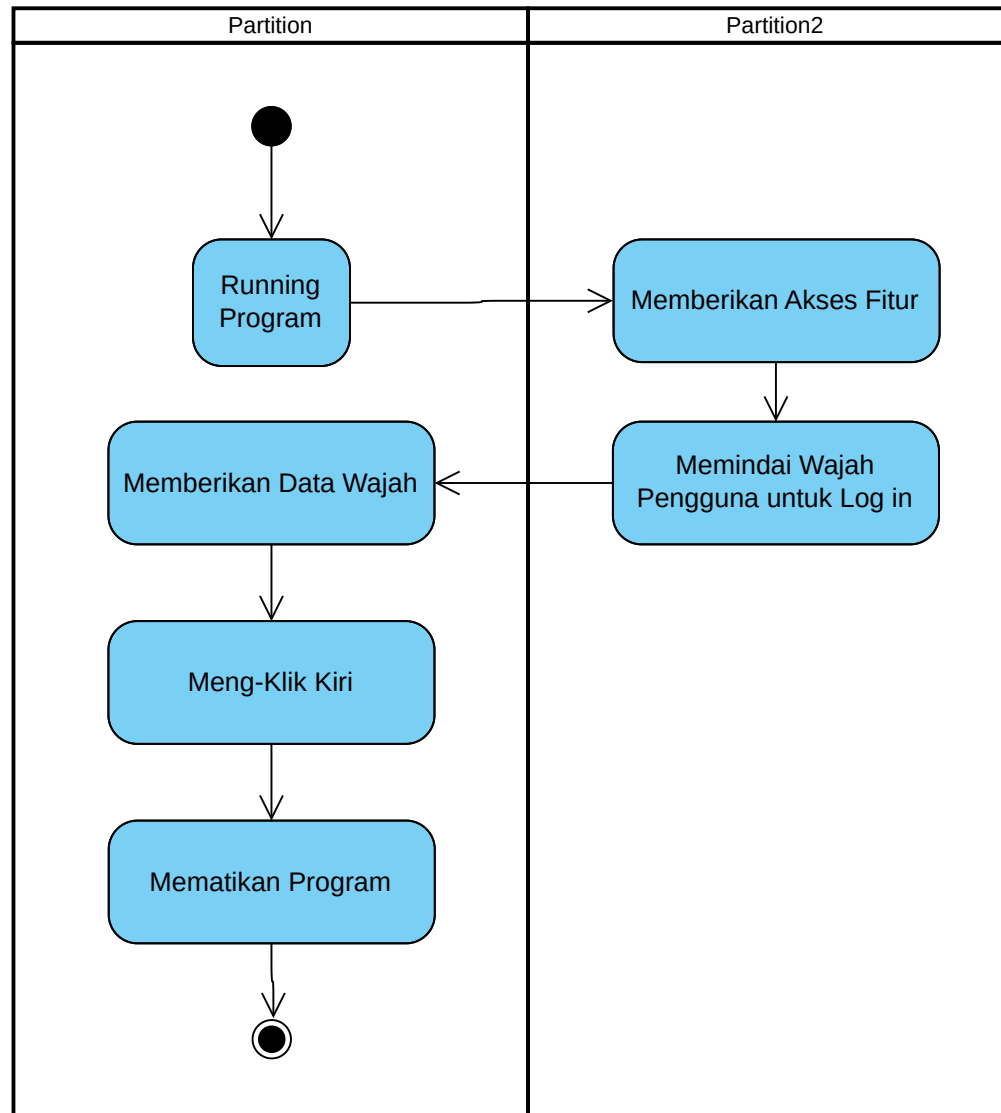 Partition
Partition2
Running
Program
Memberikan Akses Fitur
Memindai Wajah
Pengguna untuk Log in
Memberikan Data Wajah
Meng-Klik Kiri
Mematikan Program